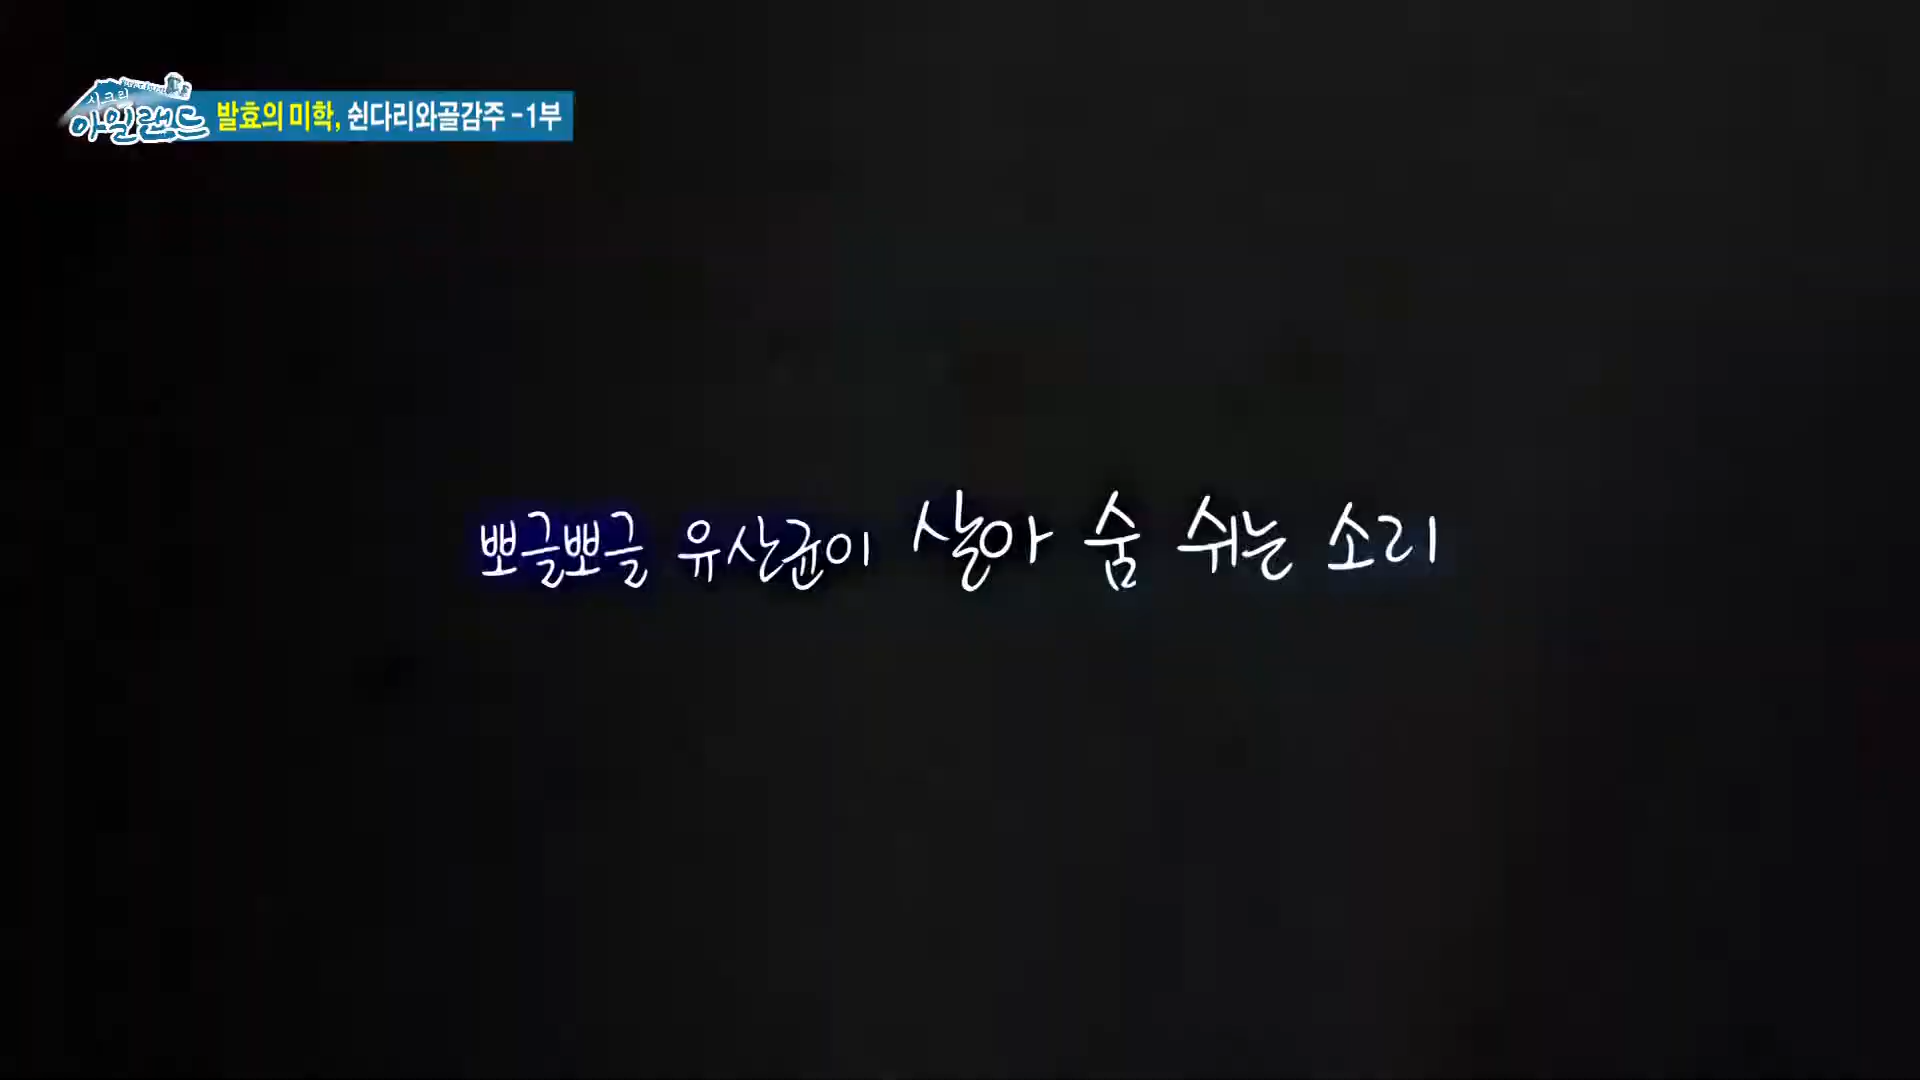 시크릿
아일랜드
발효의 미학, 쉰다리와골감주 -1부
뽀글뽀글 유산균이 살아 숨 쉬는 소리